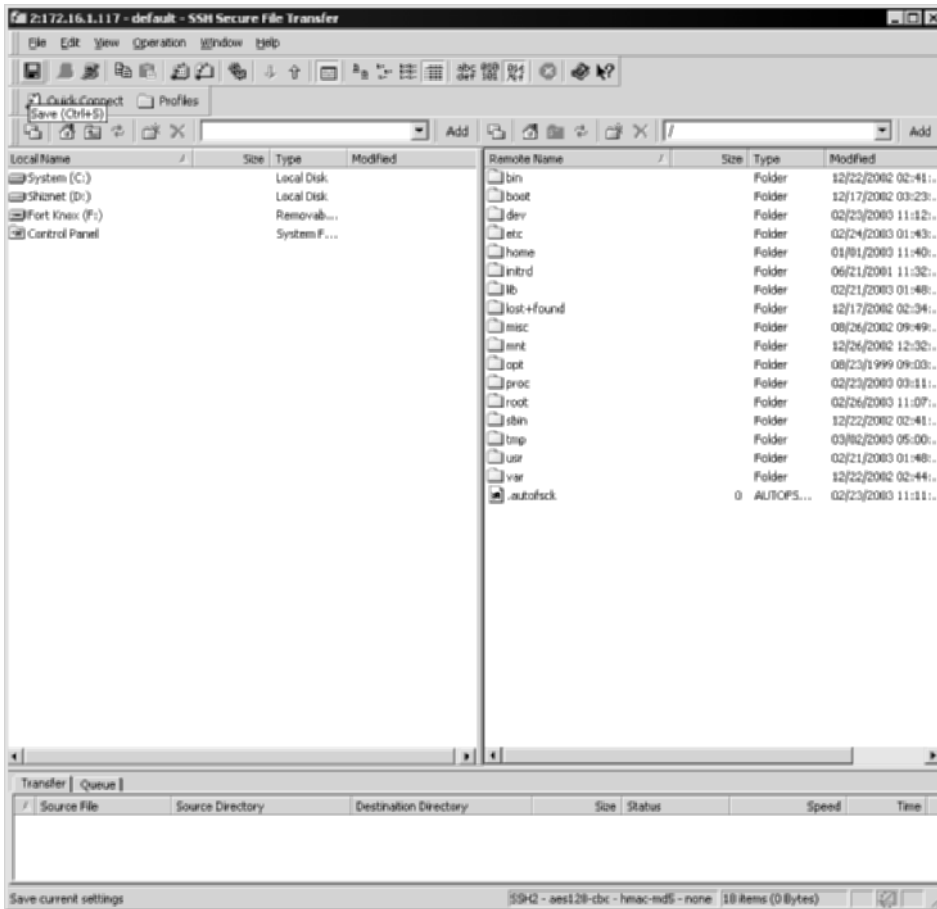 2:172.16.1.117 - default - SSH Secure File Transfer
File Edit View Operation Window Help
Quick Connect Profiles
Save (Ctrl+S)
Add / Add
Local Name / Size Type Modified
System (C:) Local Disk
Shiznet (D:) Local Disk
Fort Knox (F:) Removab...
Control Panel System F...
Remote Name / Size Type Modified
bin Folder 12/22/2002 02:41:..
boot Folder 12/17/2002 03:23:..
dev Folder 02/23/2003 11:12:..
etc Folder 02/24/2003 01:43:..
home Folder 01/01/2003 11:40:..
initrd Folder 06/21/2001 11:32:..
lib Folder 02/21/2003 01:48:..
lost+found Folder 12/17/2002 02:34:..
misc Folder 08/26/2002 09:49:..
mnt Folder 12/26/2002 12:32:..
opt Folder 08/23/1999 09:03:..
proc Folder 02/23/2003 03:11:..
root Folder 02/26/2003 11:07:..
sbin Folder 12/22/2002 02:41:..
tmp Folder 03/02/2003 05:00:..
usr Folder 02/21/2003 01:48:..
var Folder 12/22/2002 02:44:..
.autofsck 0 AUTOFS... 02/23/2003 11:11:..
Transfer Queue
/ Source File Source Directory Destination Directory Size Status Speed Time
Save current settings SSH2 - aes128-cbc - hmac-md5 - none 18 items (0 Bytes)